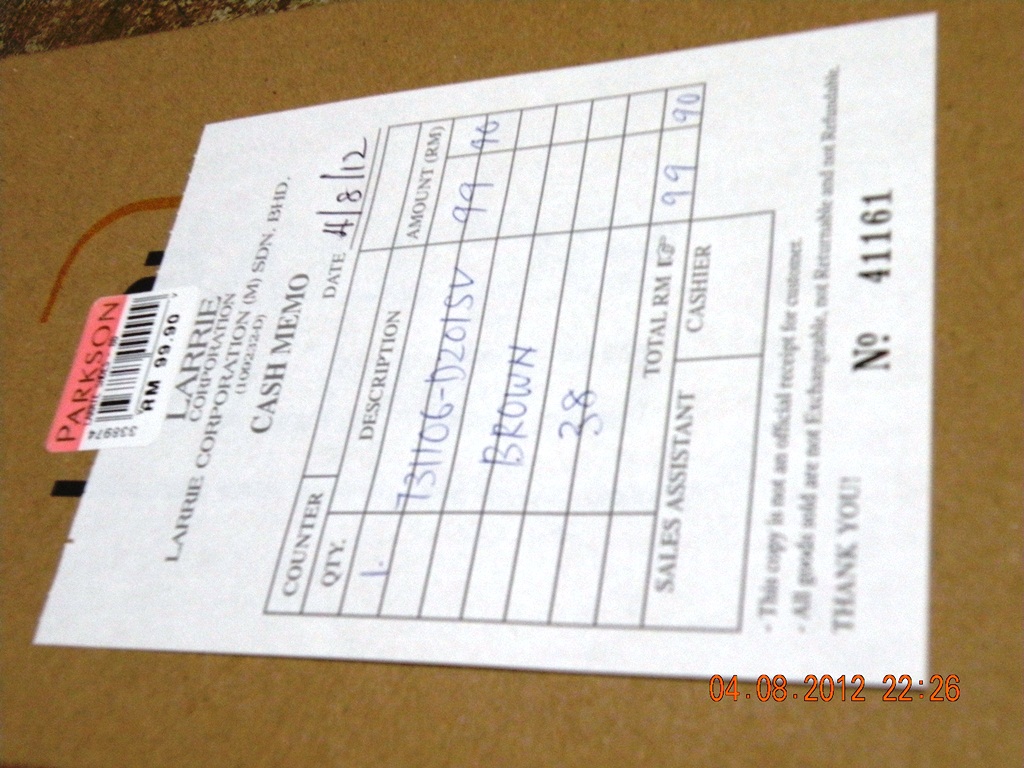 PARKSON
338974
RM 99.90
LARRIE
CORPORATION
LARRIE CORPORATION (M) SDN. BHD.
CASH MEMO
DATE 4/8/12
COUNTER
QTY. DESCRIPTION AMOUNT (RM)
1. 7311106-D201SV 99 90
BROWN
38
TOTAL RM 99 90
SALES ASSISTANT CASHIER
- This copy is not an official receipt for customer.
- All goods sold are not Exchangable, not Returnable and not Refundable.
THANK YOU!
No 41161
04.08.2012 22:26